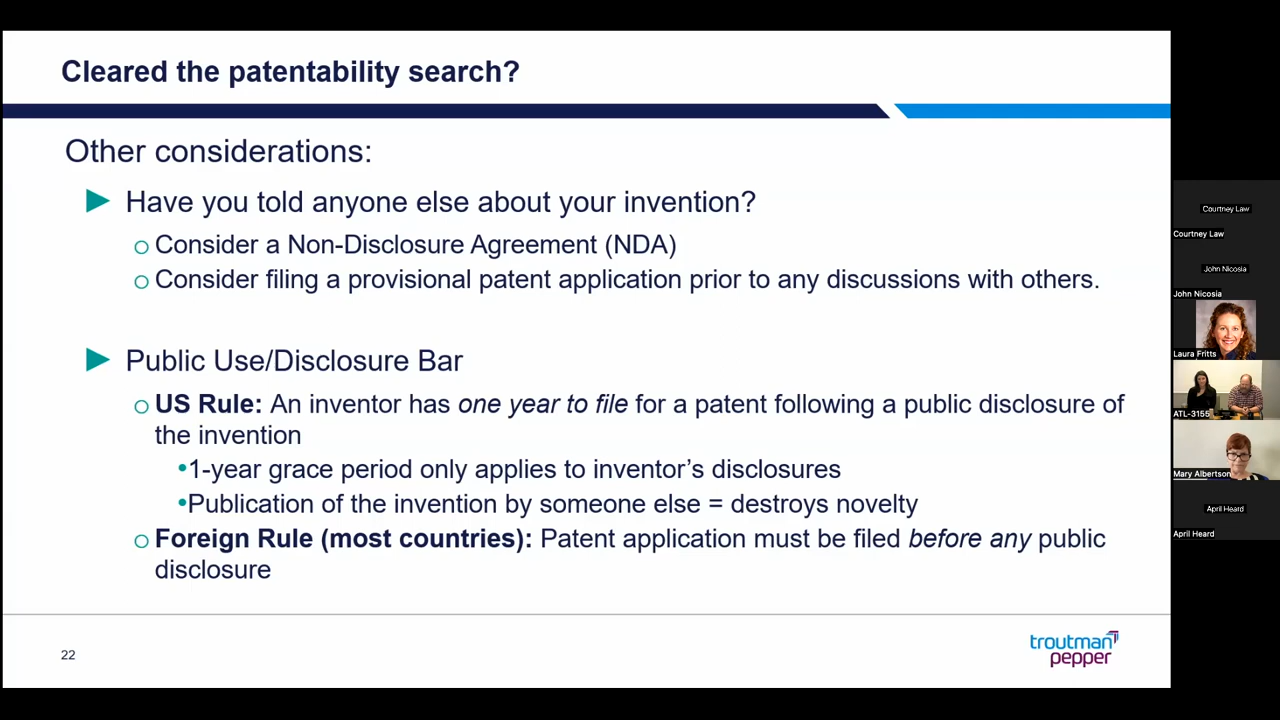 Cleared the patentability search?
Other considerations:
Have you told anyone else about your invention?
Consider a Non-Disclosure Agreement (NDA)
Consider filing a provisional patent application prior to any discussions with others.
Public Use/Disclosure Bar
US Rule: An inventor has one year to file for a patent following a public disclosure of
the invention
•1-year grace period only applies to inventor's disclosures
•Publication of the invention by someone else = destroys novelty
Foreign Rule (most countries): Patent application must be filed before any public
disclosure
22
troutman
pepper
Courtney Law
Courtney Law
John Nicosia
John Nicosia
Laura Fritts
ATL-3155
Mary Albertson
April Heard
April Heard